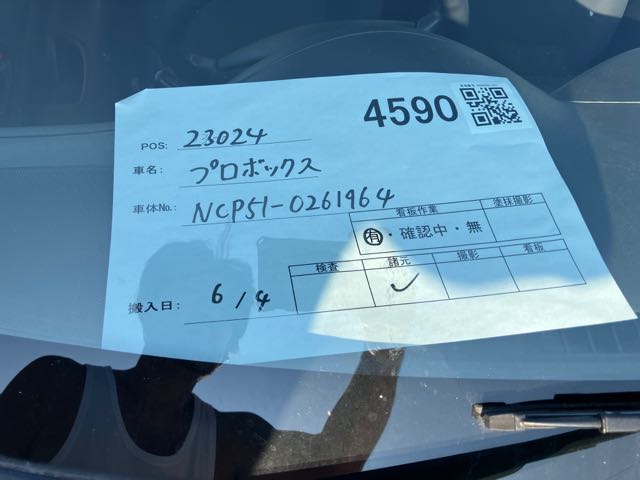 4590
POS: 23024
車名: プロボックス
車体No.: NCP51-0261964
看板作業 塗抹撮影
有・確認中・無
検査 諸元 撮影 看板
搬入日: 6/4